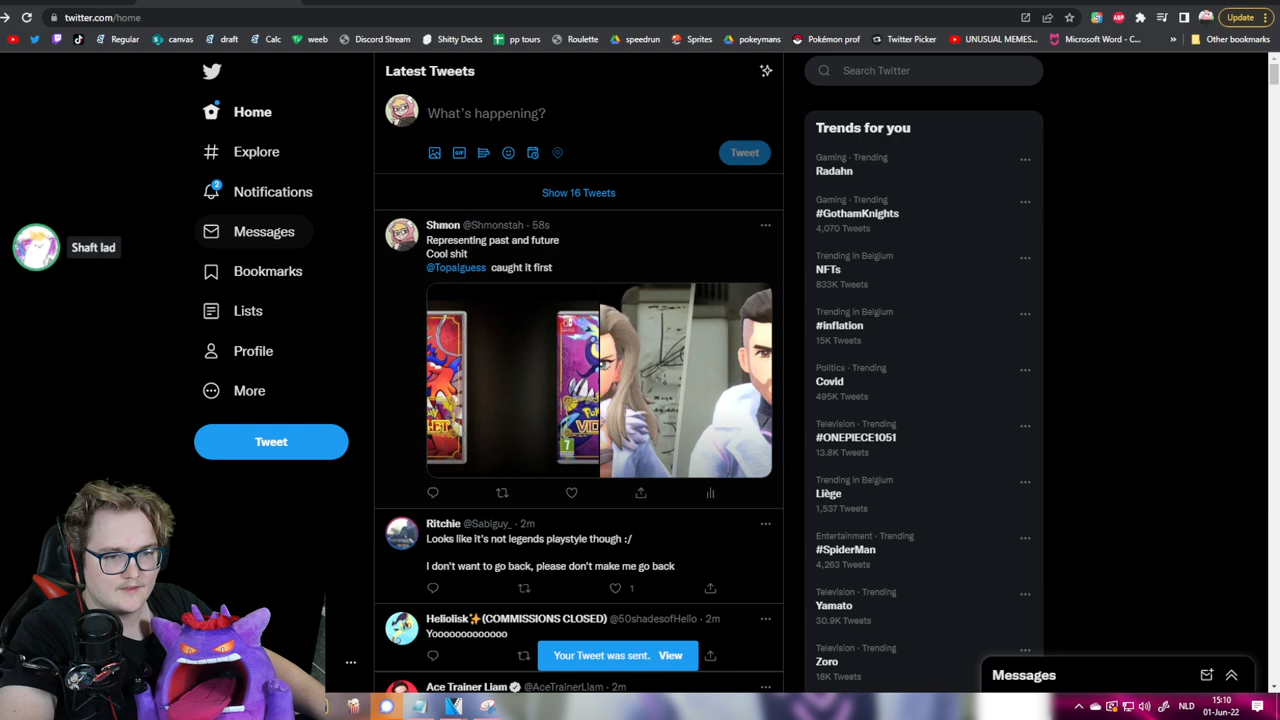 twitter.com/home
Update
Regular
canvas
draft
Calc
weeb
Discord Stream
Shitty Decks
pp tours
Roulette
speedrun
Sprites
pokeymans
Pokémon prof
Twitter Picker
UNUSUAL MEMES...
Microsoft Word - C...
»
Other bookmarks
Home
Explore
2
Notifications
Messages
Bookmarks
Lists
Profile
More
Tweet
Shaft lad
Latest Tweets
What's happening?
GIF
Tweet
Show 16 Tweets
Shmon @Shmonstah · 58s
Representing past and future
Cool shit
@Topalguess caught it first
Ritchie @Sablguy_ · 2m
Looks like it's not legends playstyle though :/
I don't want to go back, please don't make me go back
1
Heliolisk✨(COMMISSIONS CLOSED) @50shadesofHelio · 2m
Yooooooooooooo
Your Tweet was sent. View
Ace Trainer Liam @AceTrainerLiam · 2m
Search Twitter
Trends for you
Gaming · Trending
Radahn
Gaming · Trending
#GothamKnights
4,070 Tweets
Trending in Belgium
NFTs
833K Tweets
Trending in Belgium
#inflation
15K Tweets
Politics · Trending
Covid
495K Tweets
Television · Trending
#ONEPIECE1051
13.8K Tweets
Trending in Belgium
Liège
1,537 Tweets
Entertainment · Trending
#SpiderMan
4,263 Tweets
Television · Trending
Yamato
30.9K Tweets
Television · Trending
Zoro
18K Tweets
Messages
NLD
15:10
01-Jun-22